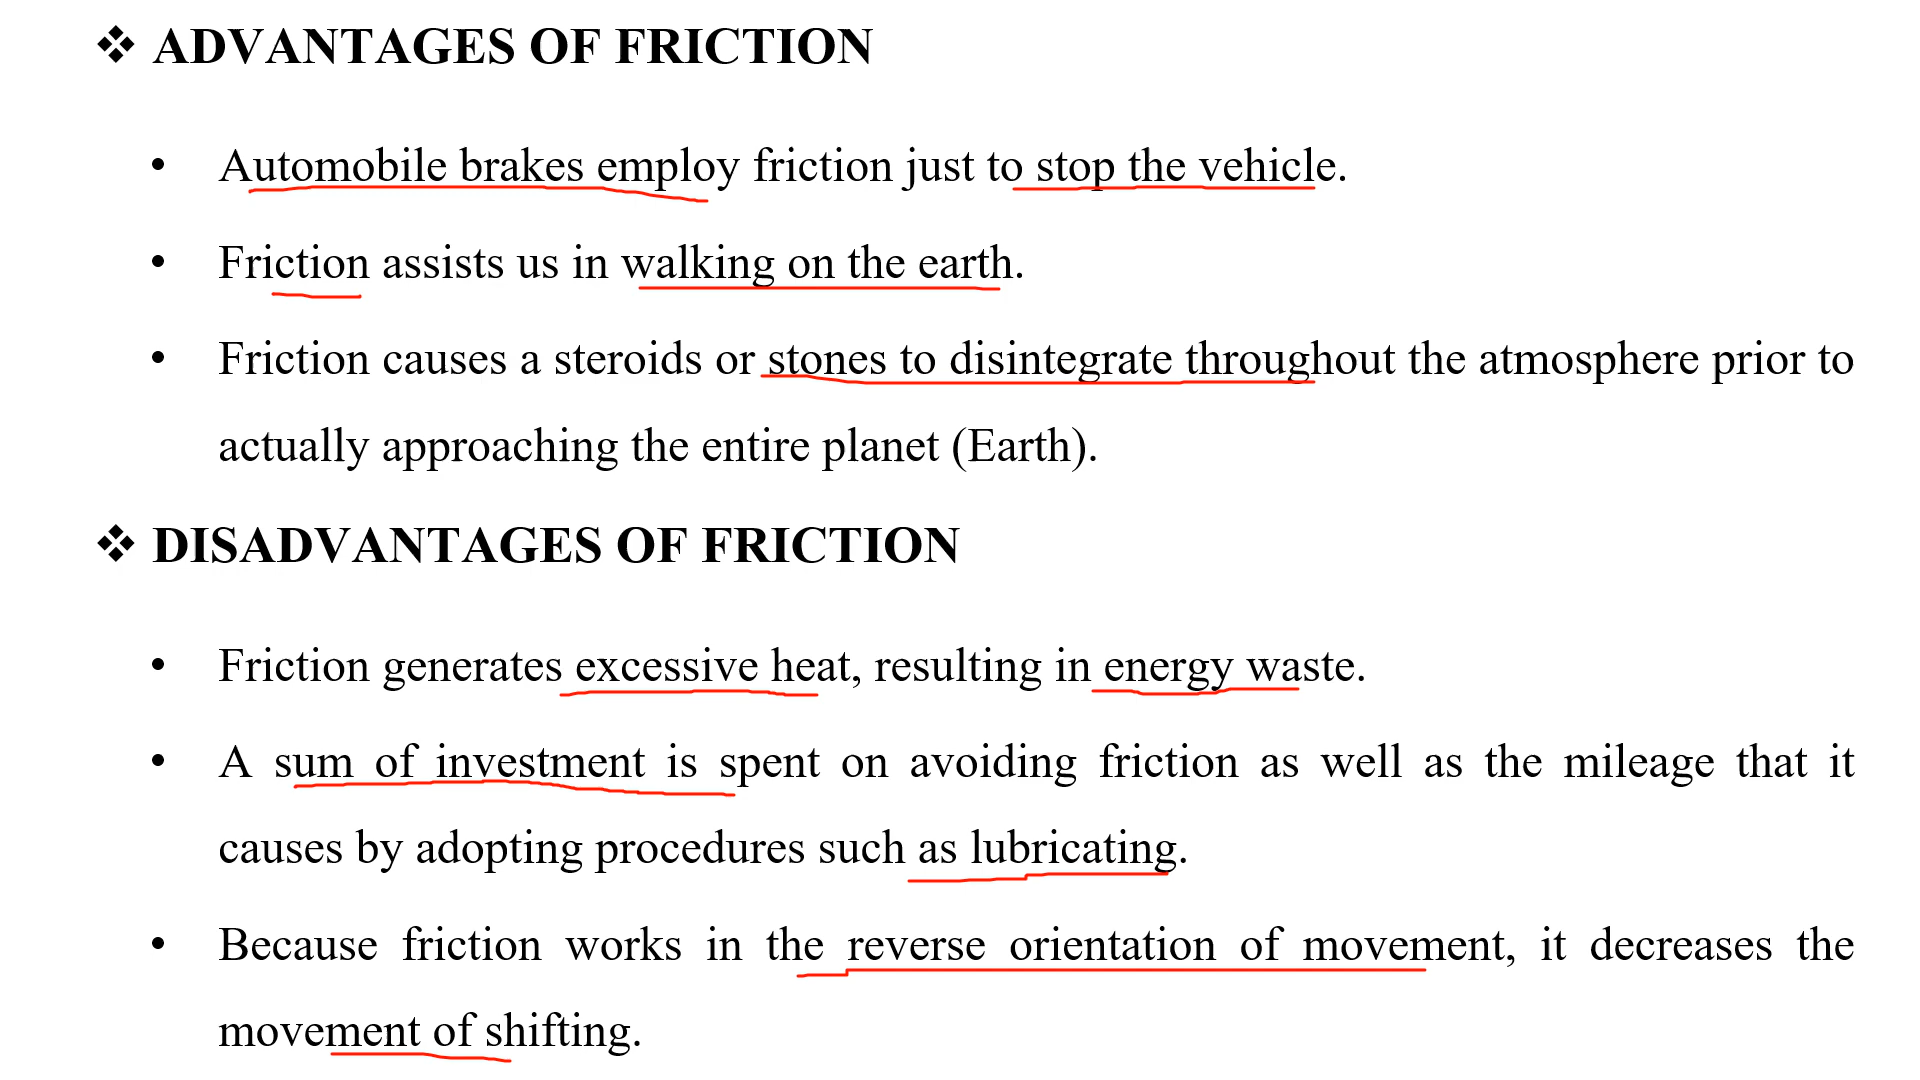 ❖ ADVANTAGES OF FRICTION
• Automobile brakes employ friction just to stop the vehicle.
• Friction assists us in walking on the earth.
• Friction causes a steroids or stones to disintegrate throughout the atmosphere prior to
actually approaching the entire planet (Earth).
❖ DISADVANTAGES OF FRICTION
• Friction generates excessive heat, resulting in energy waste.
• A sum of investment is spent on avoiding friction as well as the mileage that it
causes by adopting procedures such as lubricating.
• Because friction works in the reverse orientation of movement, it decreases the
movement of shifting.